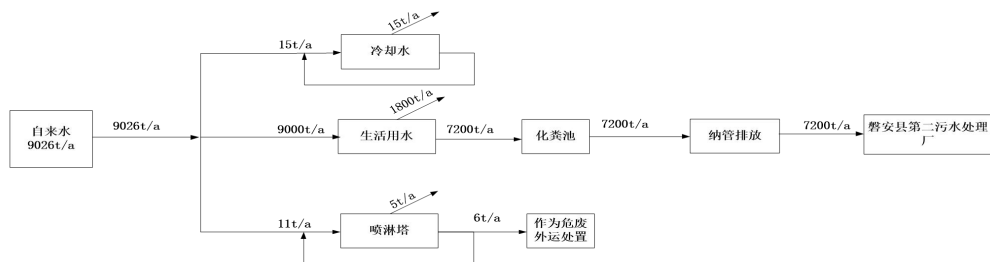 15t/a
15t/a
冷却水
1800t/a
自来水
9026t/a
9026t/a
9000t/a
生活用水
7200t/a
化粪池
7200t/a
纳管排放
7200t/a
磐安县第二污水处理
厂
5t/a
11t/a
喷淋塔
6t/a
作为危废
外运处置